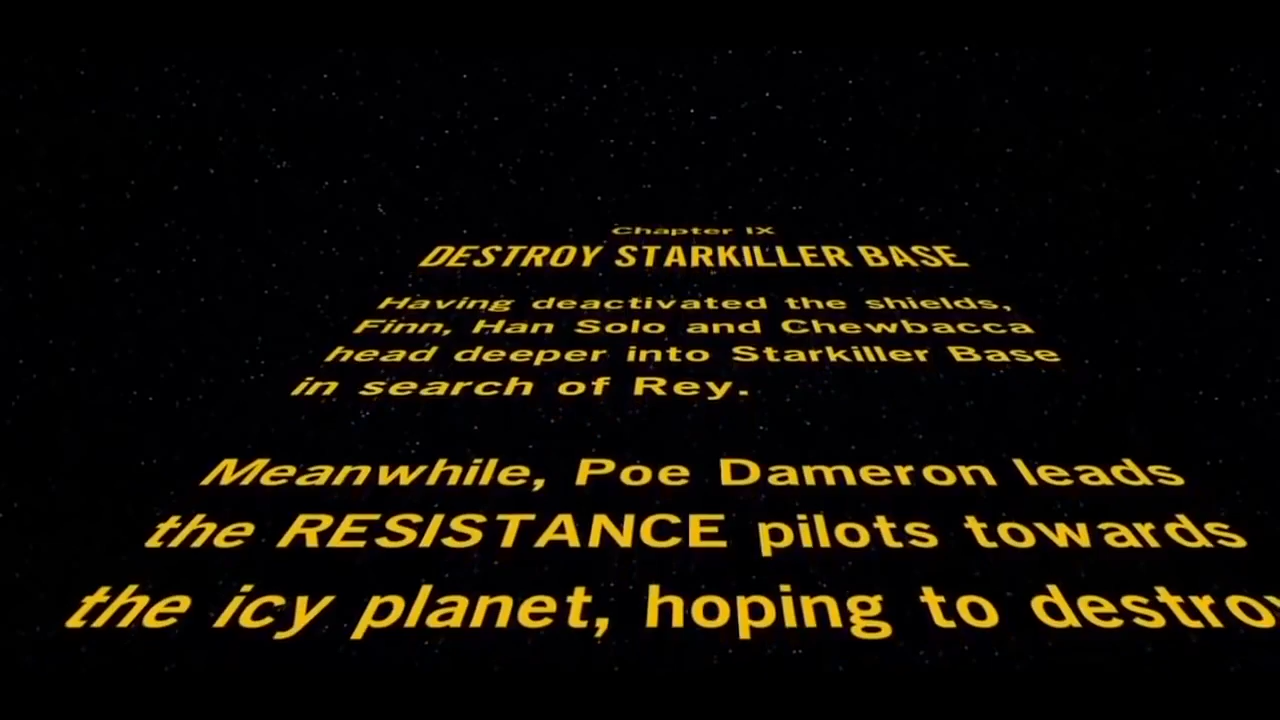 Chapter IX
DESTROY STARKILLER BASE
Having deactivated the shields,
Finn, Han Solo and Chewbacca
head deeper into Starkiller Base
in search of Rey.
Meanwhile, Poe Dameron leads
the RESISTANCE pilots towards
the icy planet, hoping to destroy